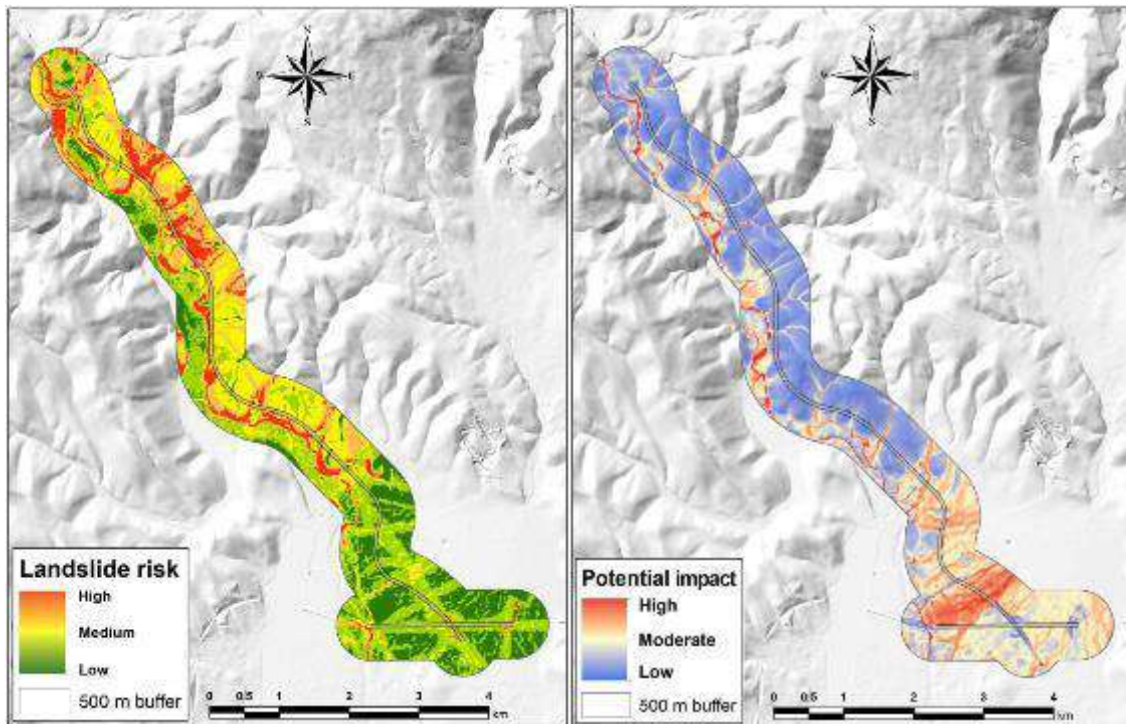 N
W E
S
Landslide risk
High
Medium
Low
500 m buffer
0 0.5 1 2 3 4
km
S
Potential impact
High
Moderate
Low
500 m buffer
0 0.5 1 2 3 4
km